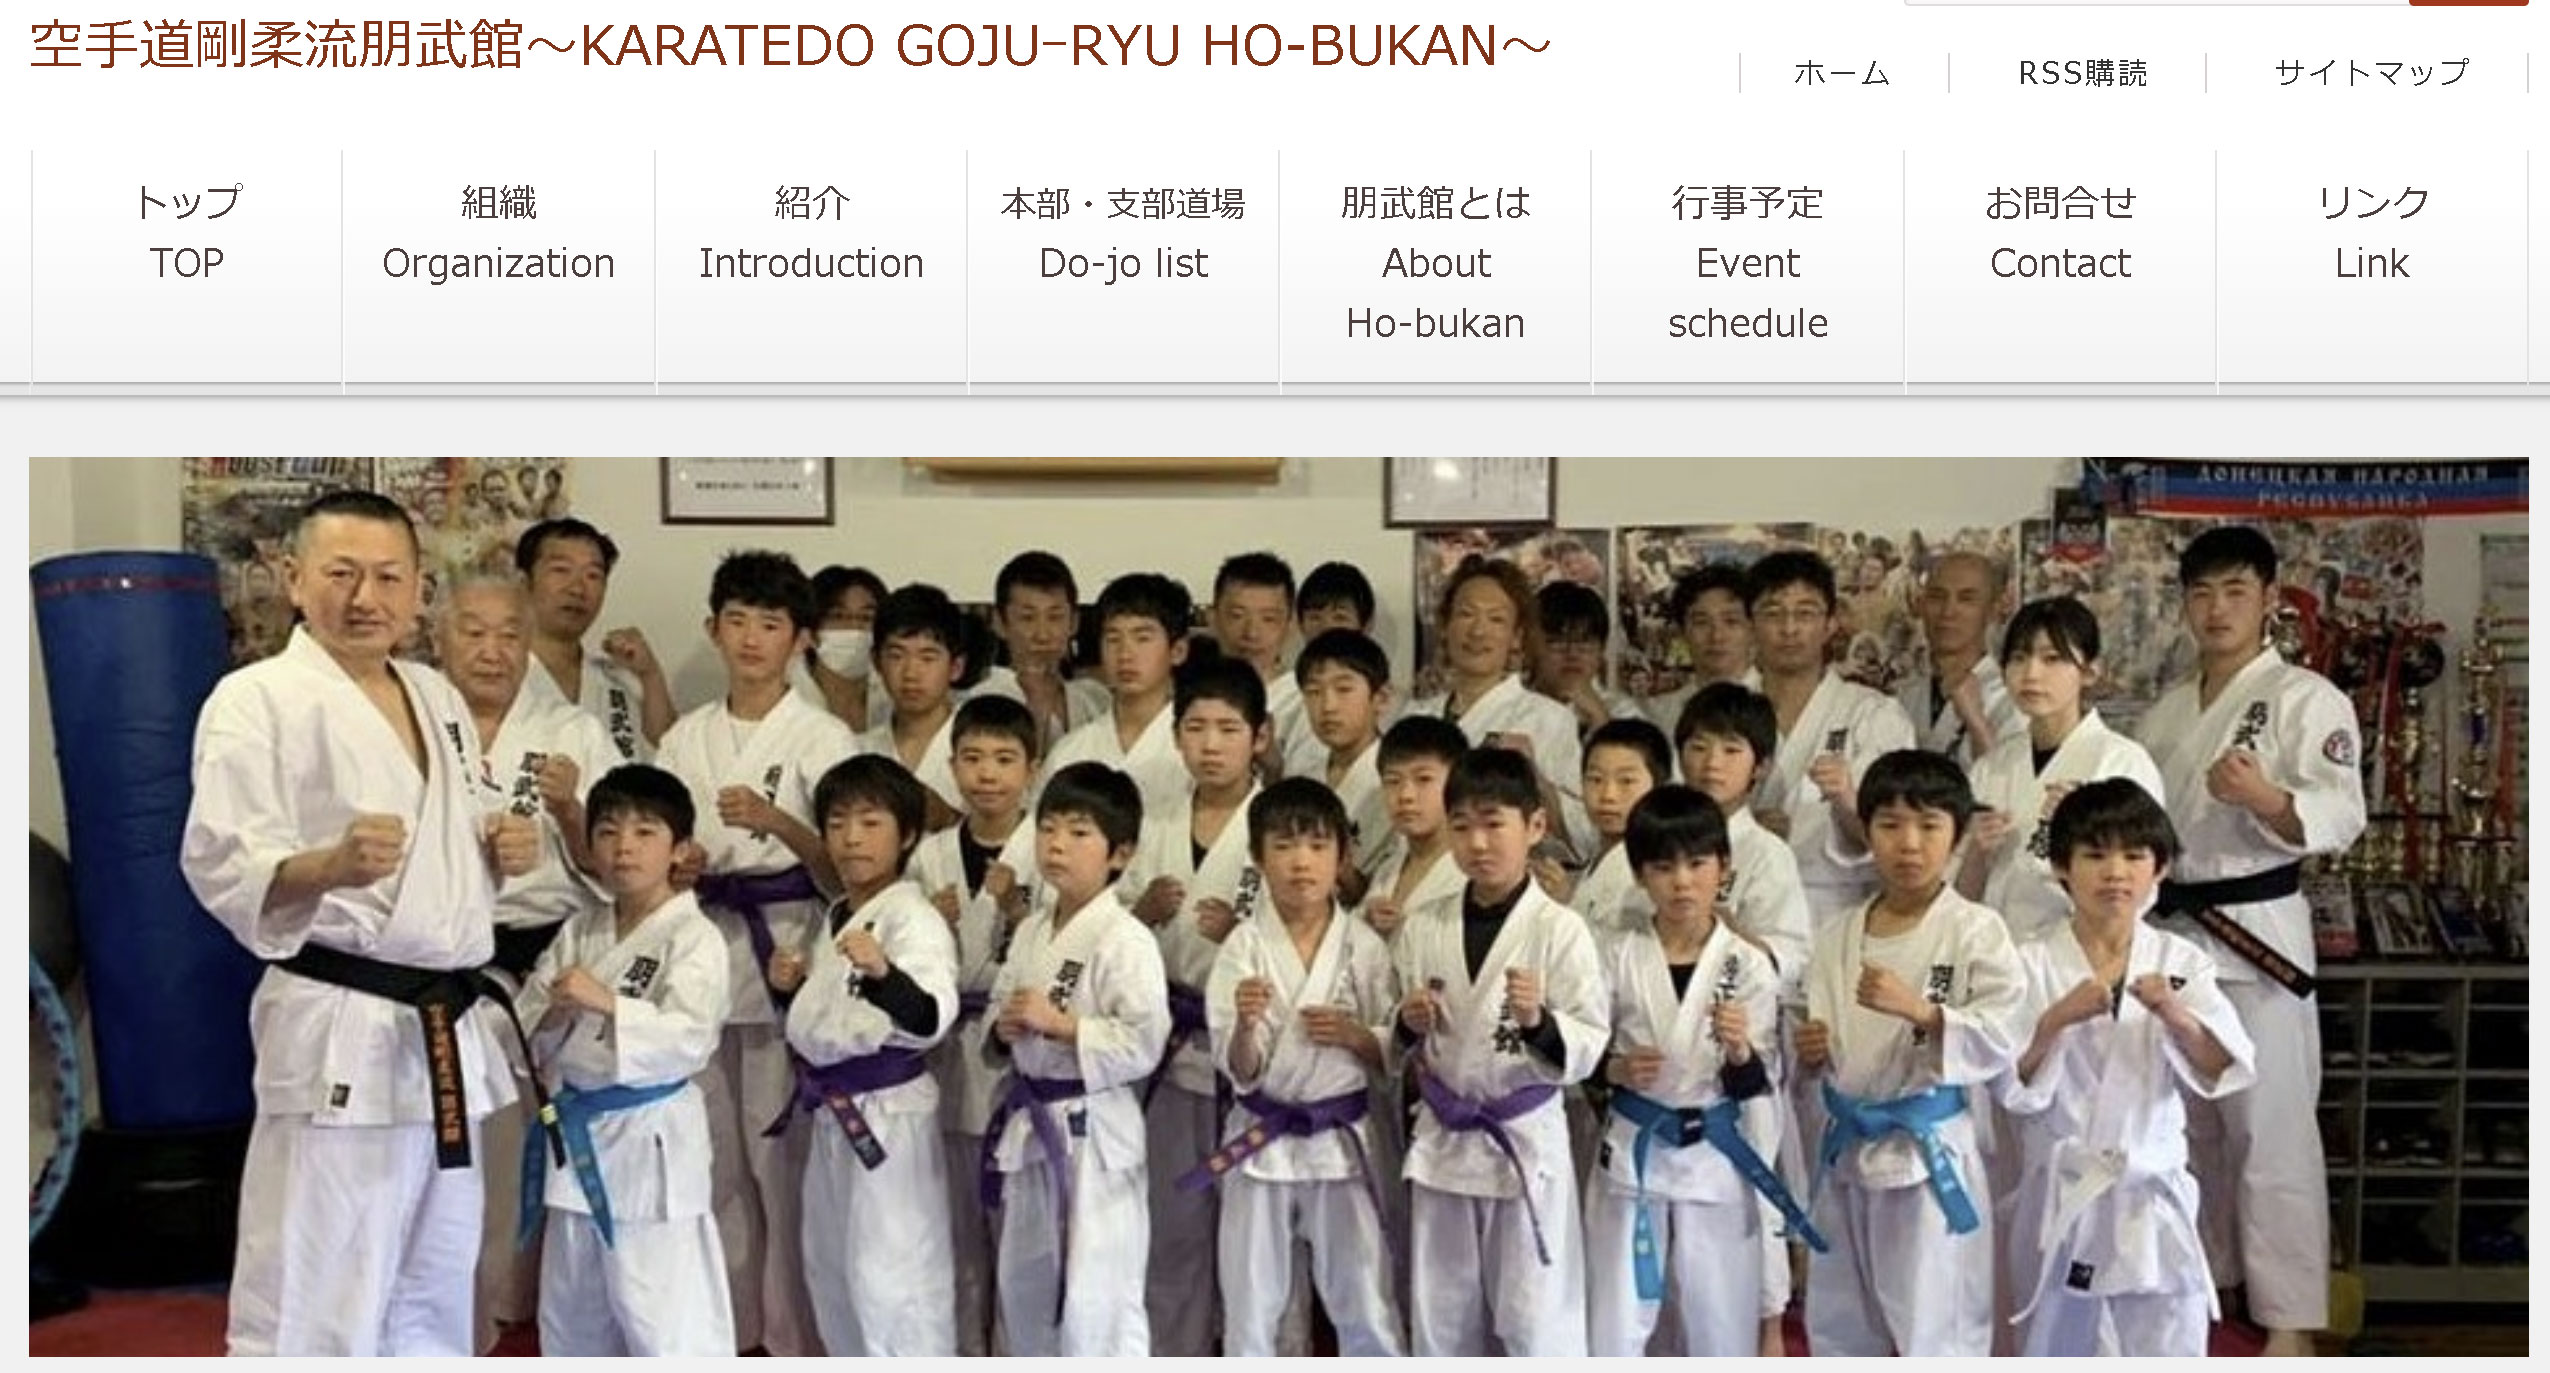 空手道剛柔流朋武館～KARATEDO GOJU–RYU HO-BUKAN～
ホーム
RSS購読
サイトマップ
トップ
TOP
組織
Organization
紹介
Introduction
本部・支部道場
Do-jo list
朋武館とは
About
Ho-bukan
行事予定
Event
schedule
お問合せ
Contact
リンク
Link
ДОНЕЦКАЯ НАРОДНАЯ
РЕСПУБЛИКА
朋武館